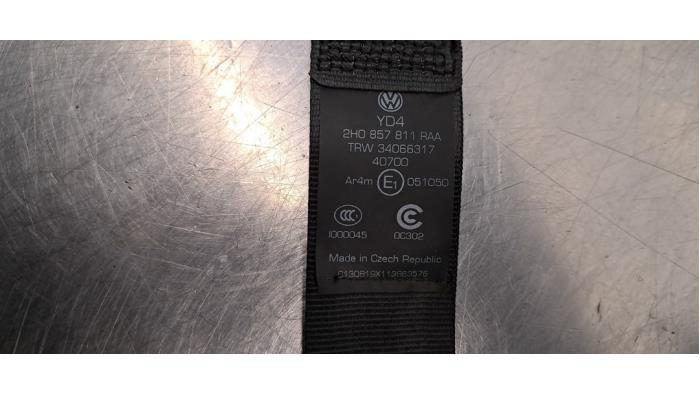 YD4
2H0 857 811 RAA
TRW 34066317
40700
Ar4m E1 051050
I000045 0C302
Made in Czech Republic